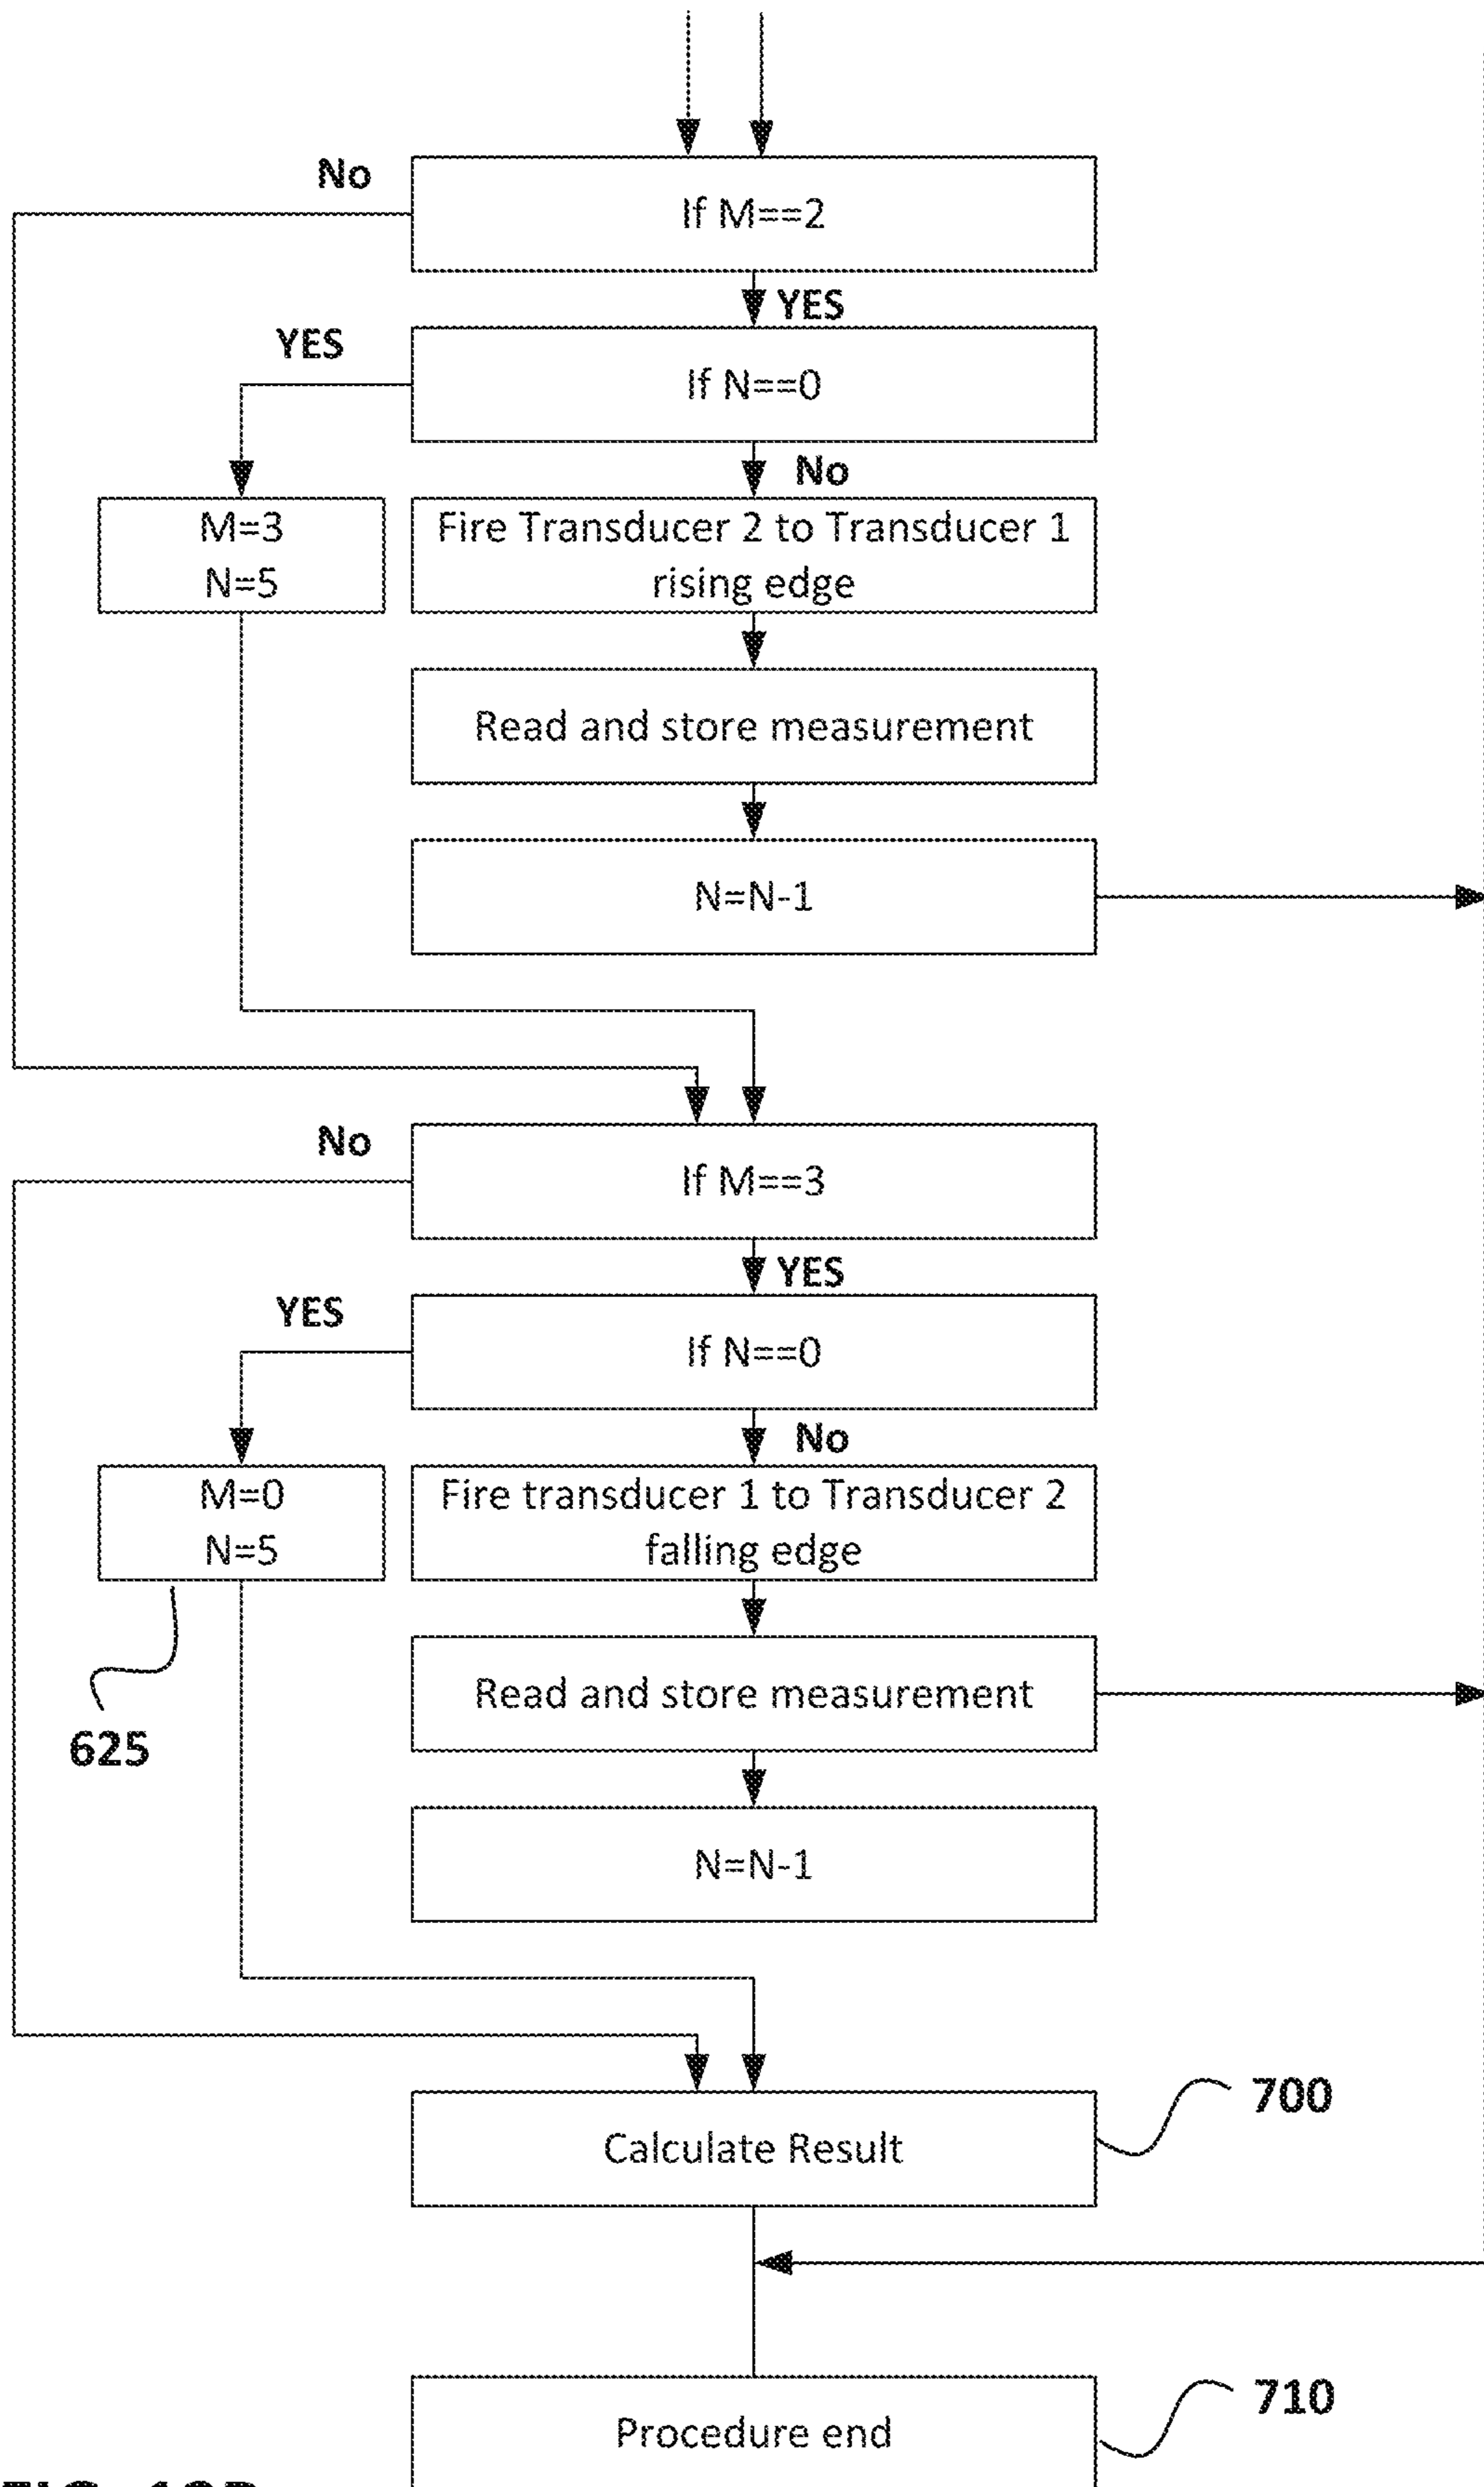 No
If M==2
YES
YES
If N==0
No
M=3
N=5
Fire Transducer 2 to Transducer 1
rising edge
Read and store measurement
N=N-1
No
If M==3
YES
YES
If N==0
No
M=0
N=5
Fire transducer 1 to Transducer 2
falling edge
625
Read and store measurement
N=N-1
700
Calculate Result
710
Procedure end